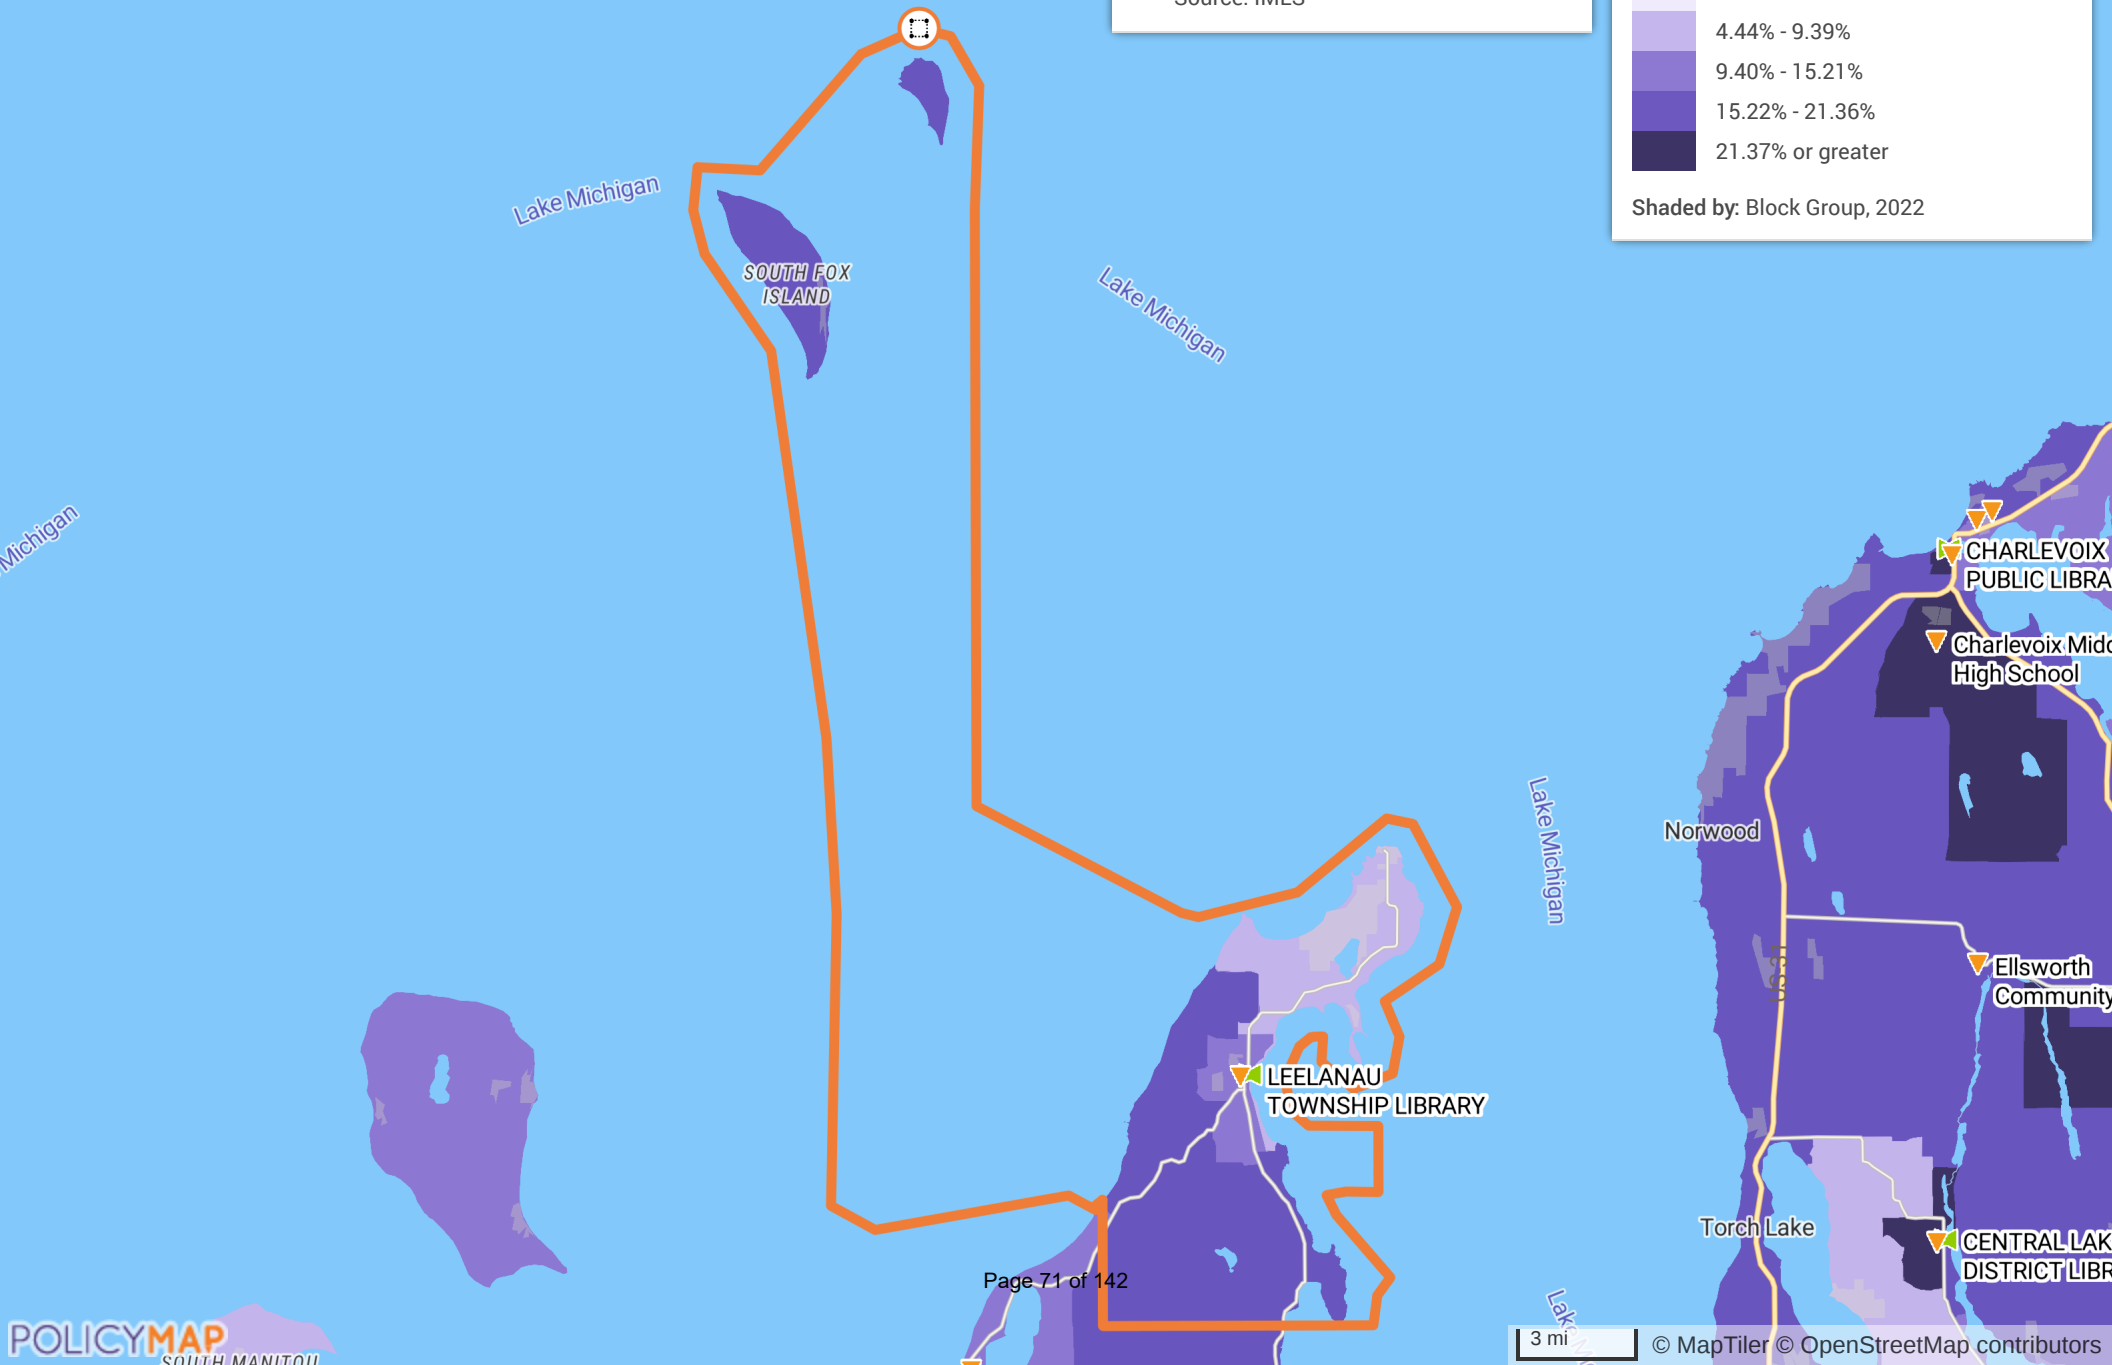 Source: IMLS
4.44% - 9.39%
9.40% - 15.21%
15.22% - 21.36%
21.37% or greater
Shaded by: Block Group, 2022
Lake Michigan
SOUTH FOX
ISLAND
Lake Michigan
Michigan
CHARLEVOIX
PUBLIC LIBRA
Charlevoix Midd
High School
Lake Michigan
Norwood
US-31
Ellsworth
Community
LEELANAU
TOWNSHIP LIBRARY
Torch Lake
CENTRAL LAK
DISTRICT LIBR
Page 71 of 142
Lake M
POLICYMAP
SOUTH MANITOU
3 mi
© MapTiler © OpenStreetMap contributors